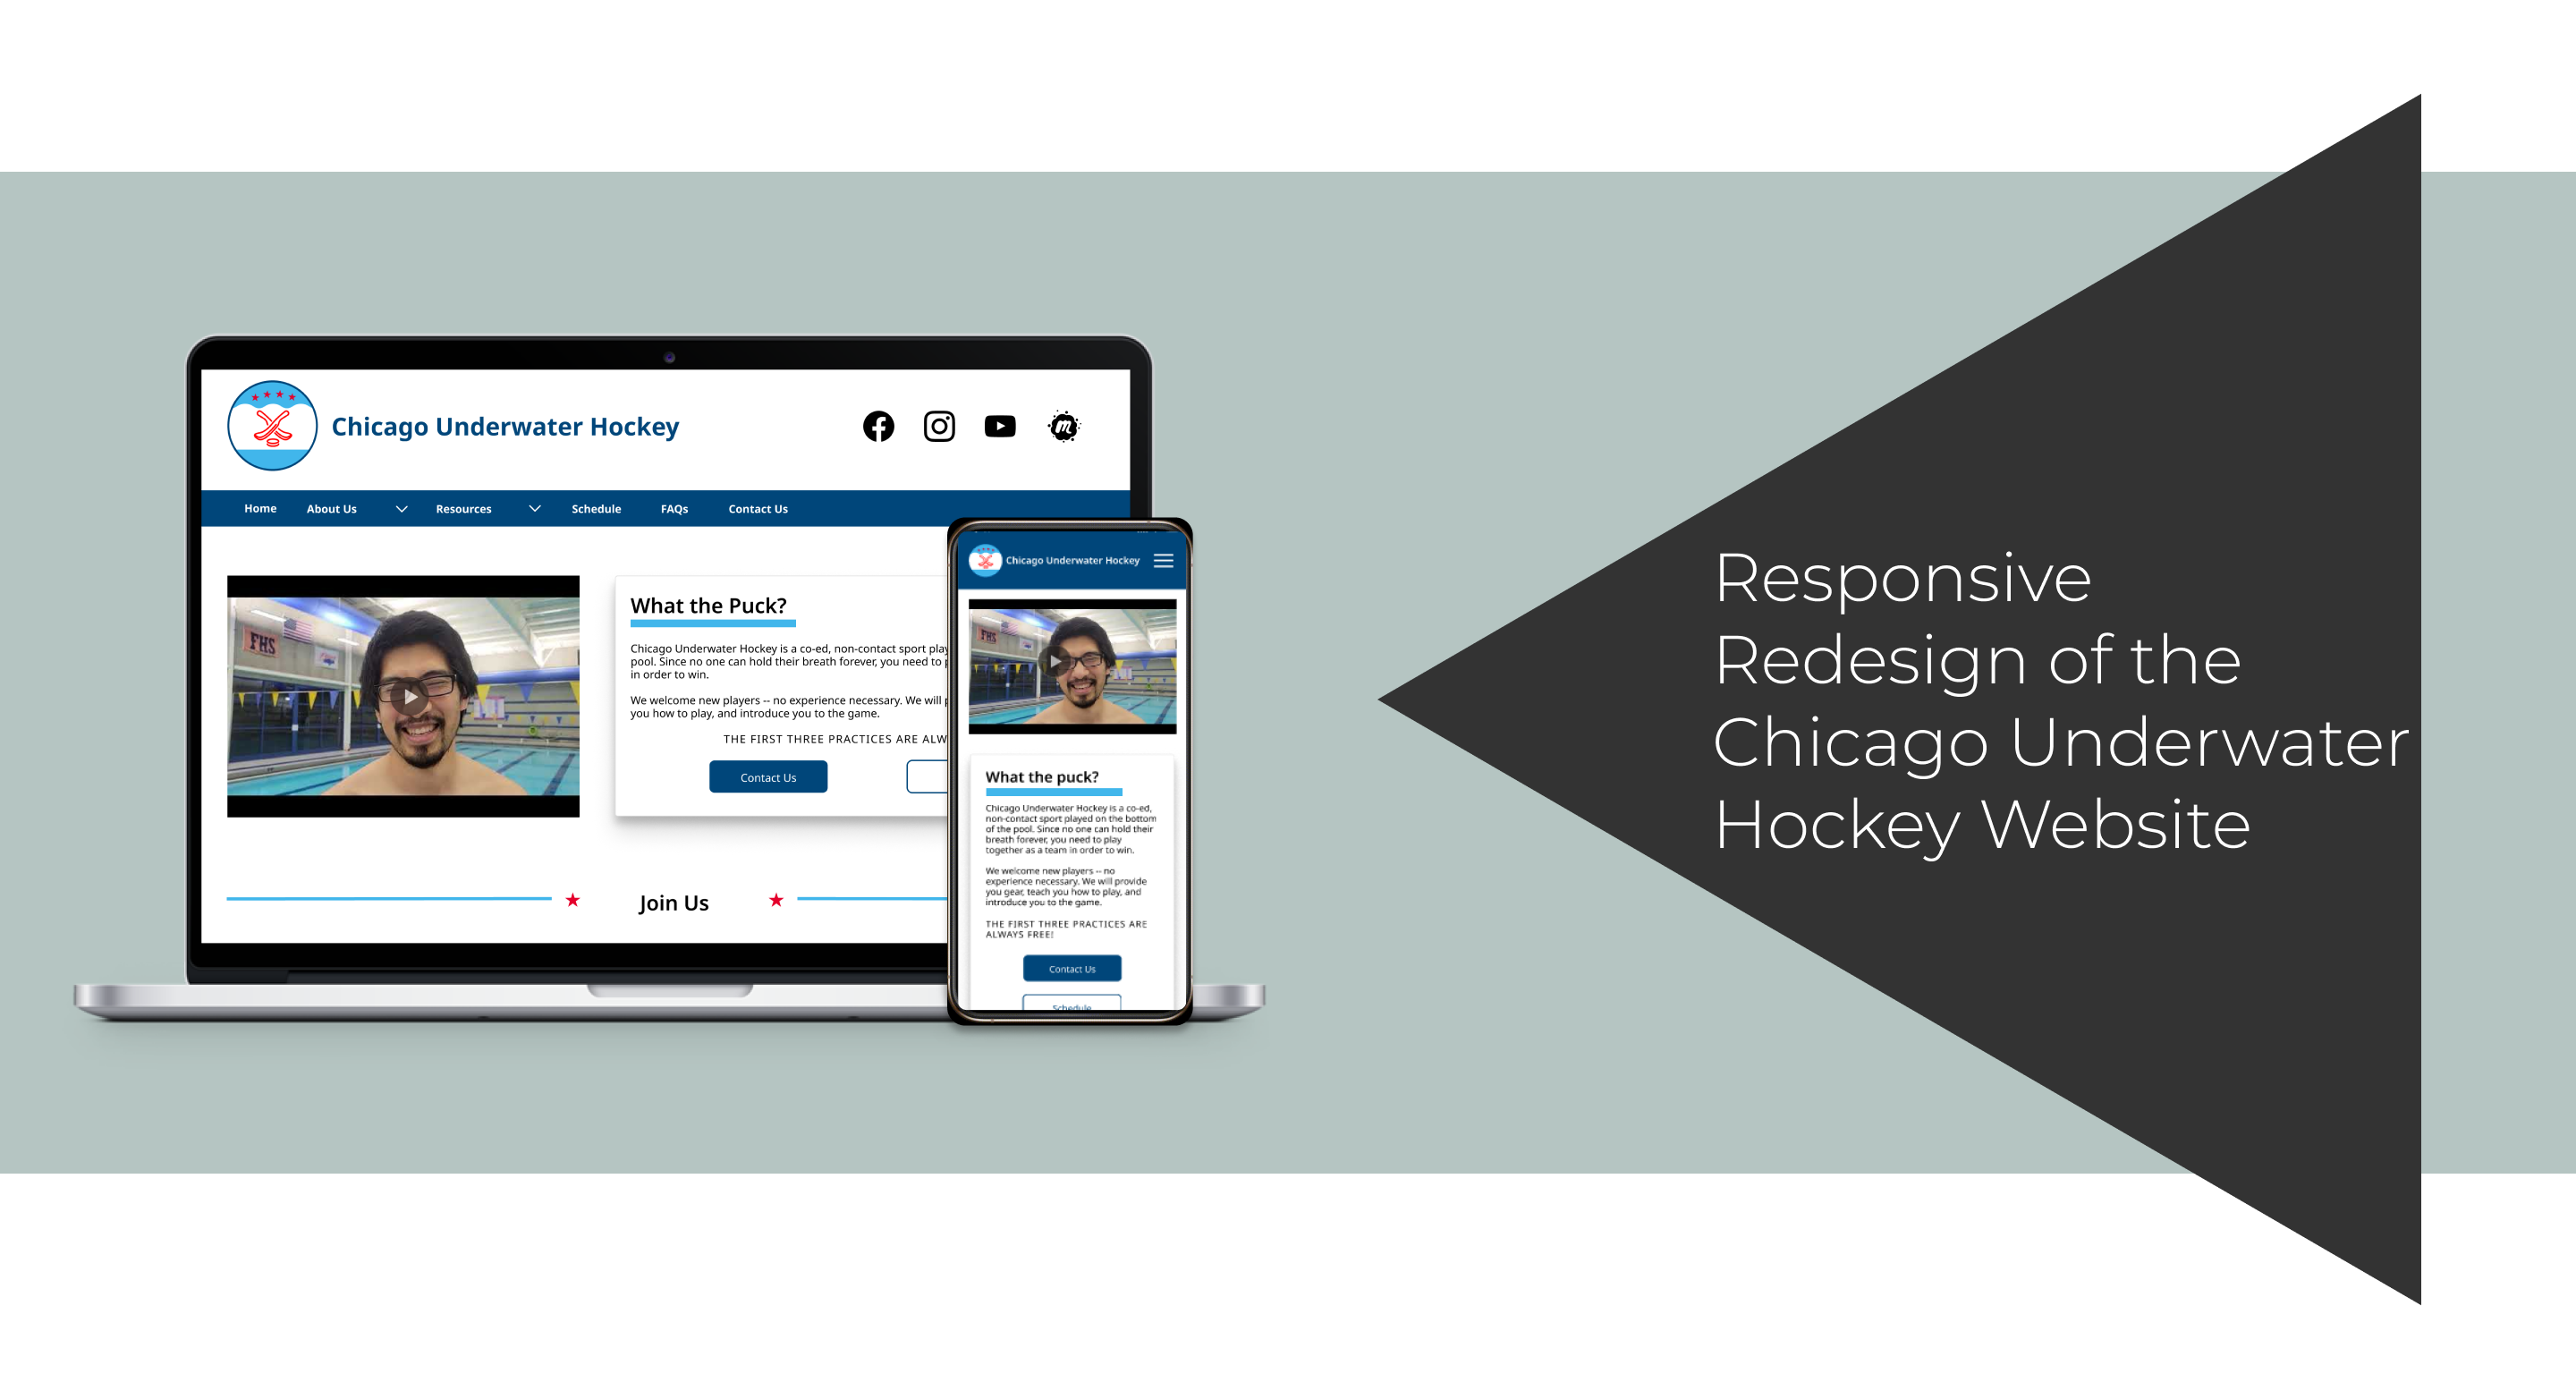 Chicago Underwater Hockey
Home About Us Resources Schedule FAQs Contact Us
FHS
What the Puck?
Chicago Underwater Hockey is a co-ed, non-contact sport play
pool. Since no one can hold their breath forever, you need to p
in order to win.
We welcome new players -- no experience necessary. We will p
you how to play, and introduce you to the game.
THE FIRST THREE PRACTICES ARE ALW
Contact Us
Join Us
Chicago Underwater Hockey
FHS
What the puck?
Chicago Underwater Hockey is a co-ed,
non-contact sport played on the bottom
of the pool. Since no one can hold their
breath forever, you need to play
together as a team in order to win.
We welcome new players -- no
experience necessary. We will provide
you gear, teach you how to play, and
introduce you to the game.
THE FIRST THREE PRACTICES ARE
ALWAYS FREE!
Contact Us
Schedule
Responsive
Redesign of the
Chicago Underwater
Hockey Website